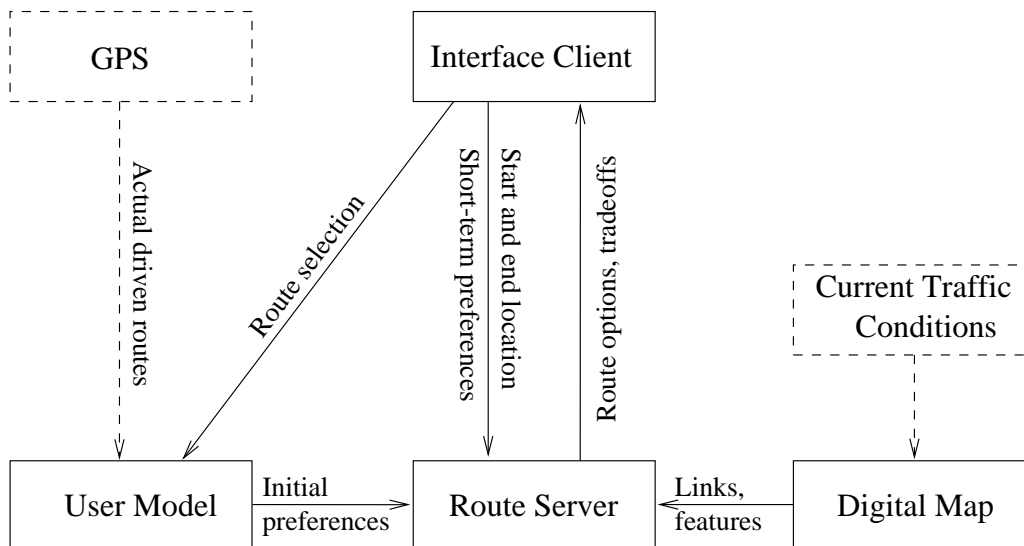 GPS
Interface Client
Actual driven routes
Route selection
Short-term preferences
Start and end location
Route options, tradeoffs
Current Traffic
Conditions
User Model
Initial
preferences
Route Server
Links,
features
Digital Map